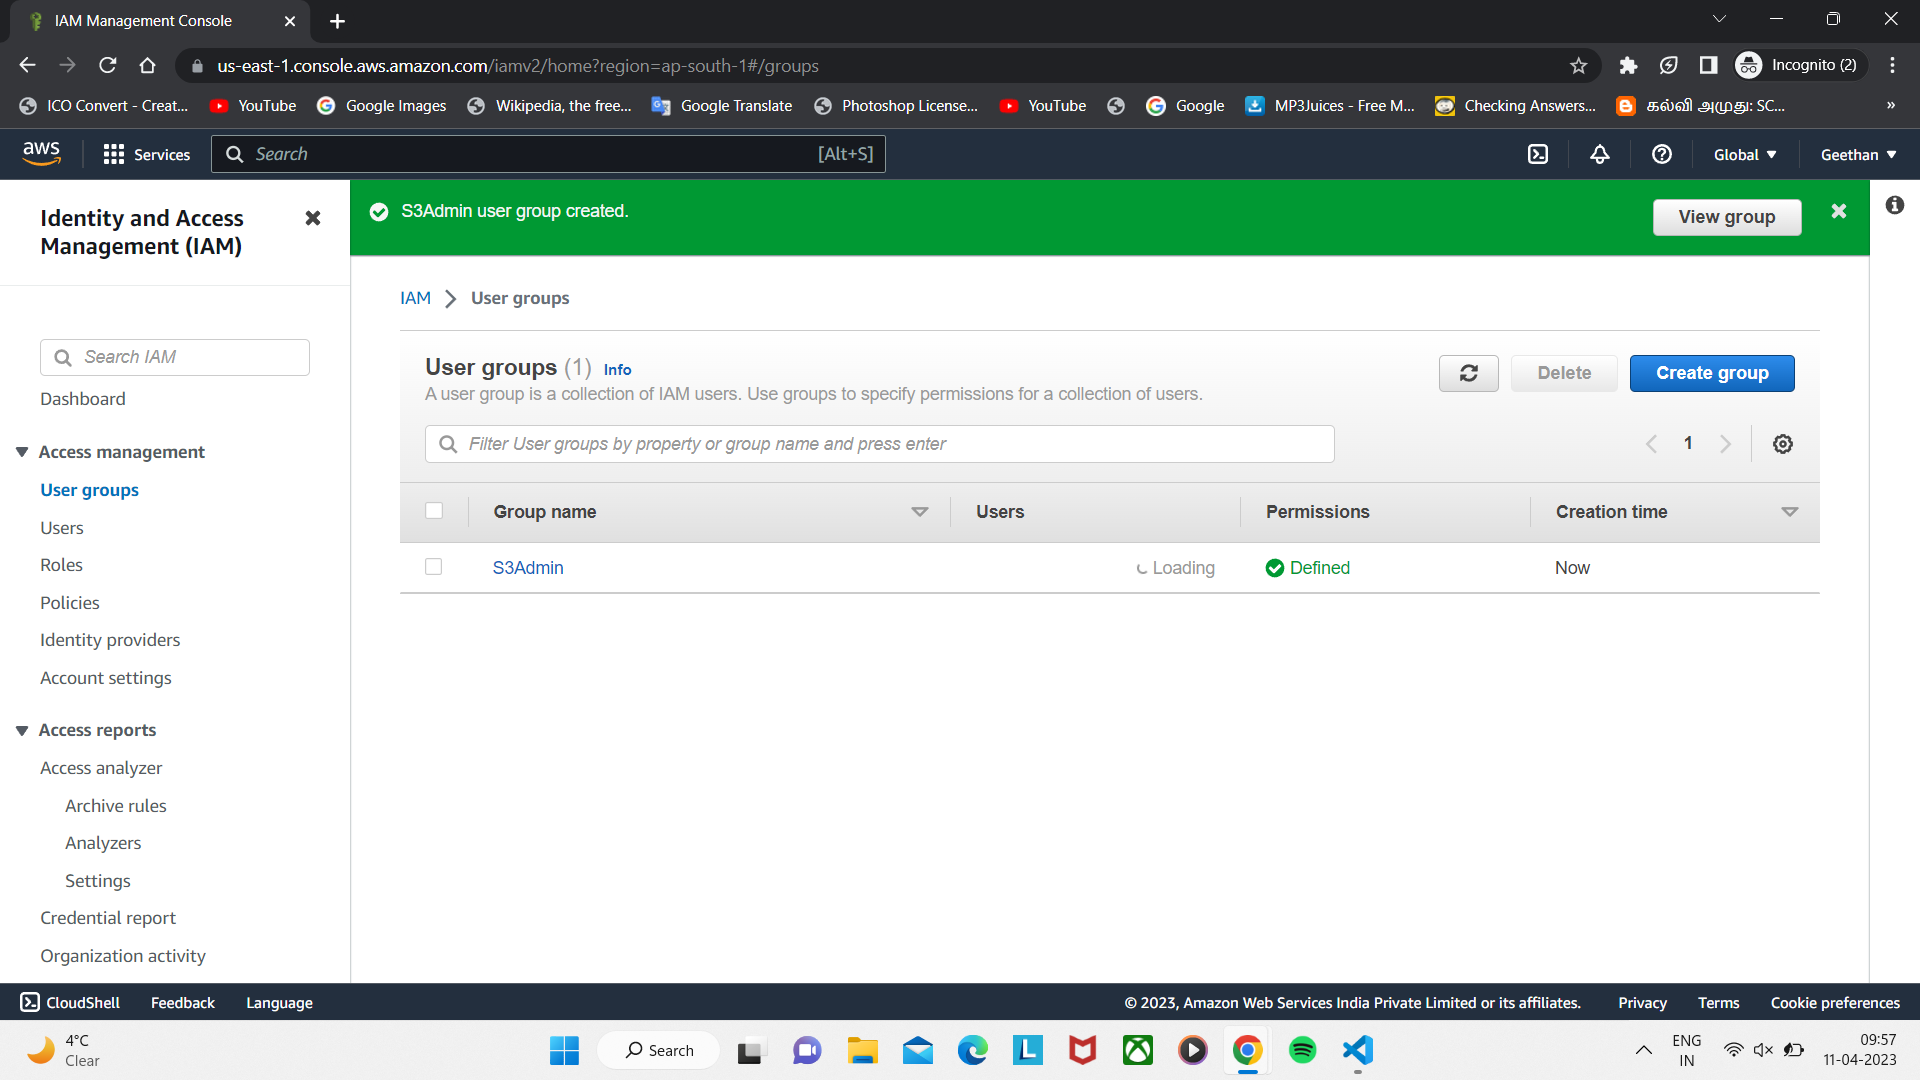 IAM Management Console
us-east-1.console.aws.amazon.com/iamv2/home?region=ap-south-1#/groups
Incognito (2)
ICO Convert - Creat...
YouTube
Google Images
Wikipedia, the free...
Google Translate
Photoshop License...
YouTube
Google
MP3Juices - Free M...
Checking Answers...
கல்வி அமுது: SC...
»
aws
Services
Search
[Alt+S]
Global
Geethan
Identity and Access
Management (IAM)
Search IAM
Dashboard
Access management
User groups
Users
Roles
Policies
Identity providers
Account settings
Access reports
Access analyzer
Archive rules
Analyzers
Settings
Credential report
Organization activity
S3Admin user group created.
View group
IAM
User groups
User groups (1) Info
A user group is a collection of IAM users. Use groups to specify permissions for a collection of users.
Delete
Create group
Filter User groups by property or group name and press enter
1
Group name
Users
Permissions
Creation time
S3Admin
Loading
Defined
Now
CloudShell
Feedback
Language
© 2023, Amazon Web Services India Private Limited or its affiliates.
Privacy
Terms
Cookie preferences
4°C
Clear
Search
L
ENG
IN
09:57
11-04-2023